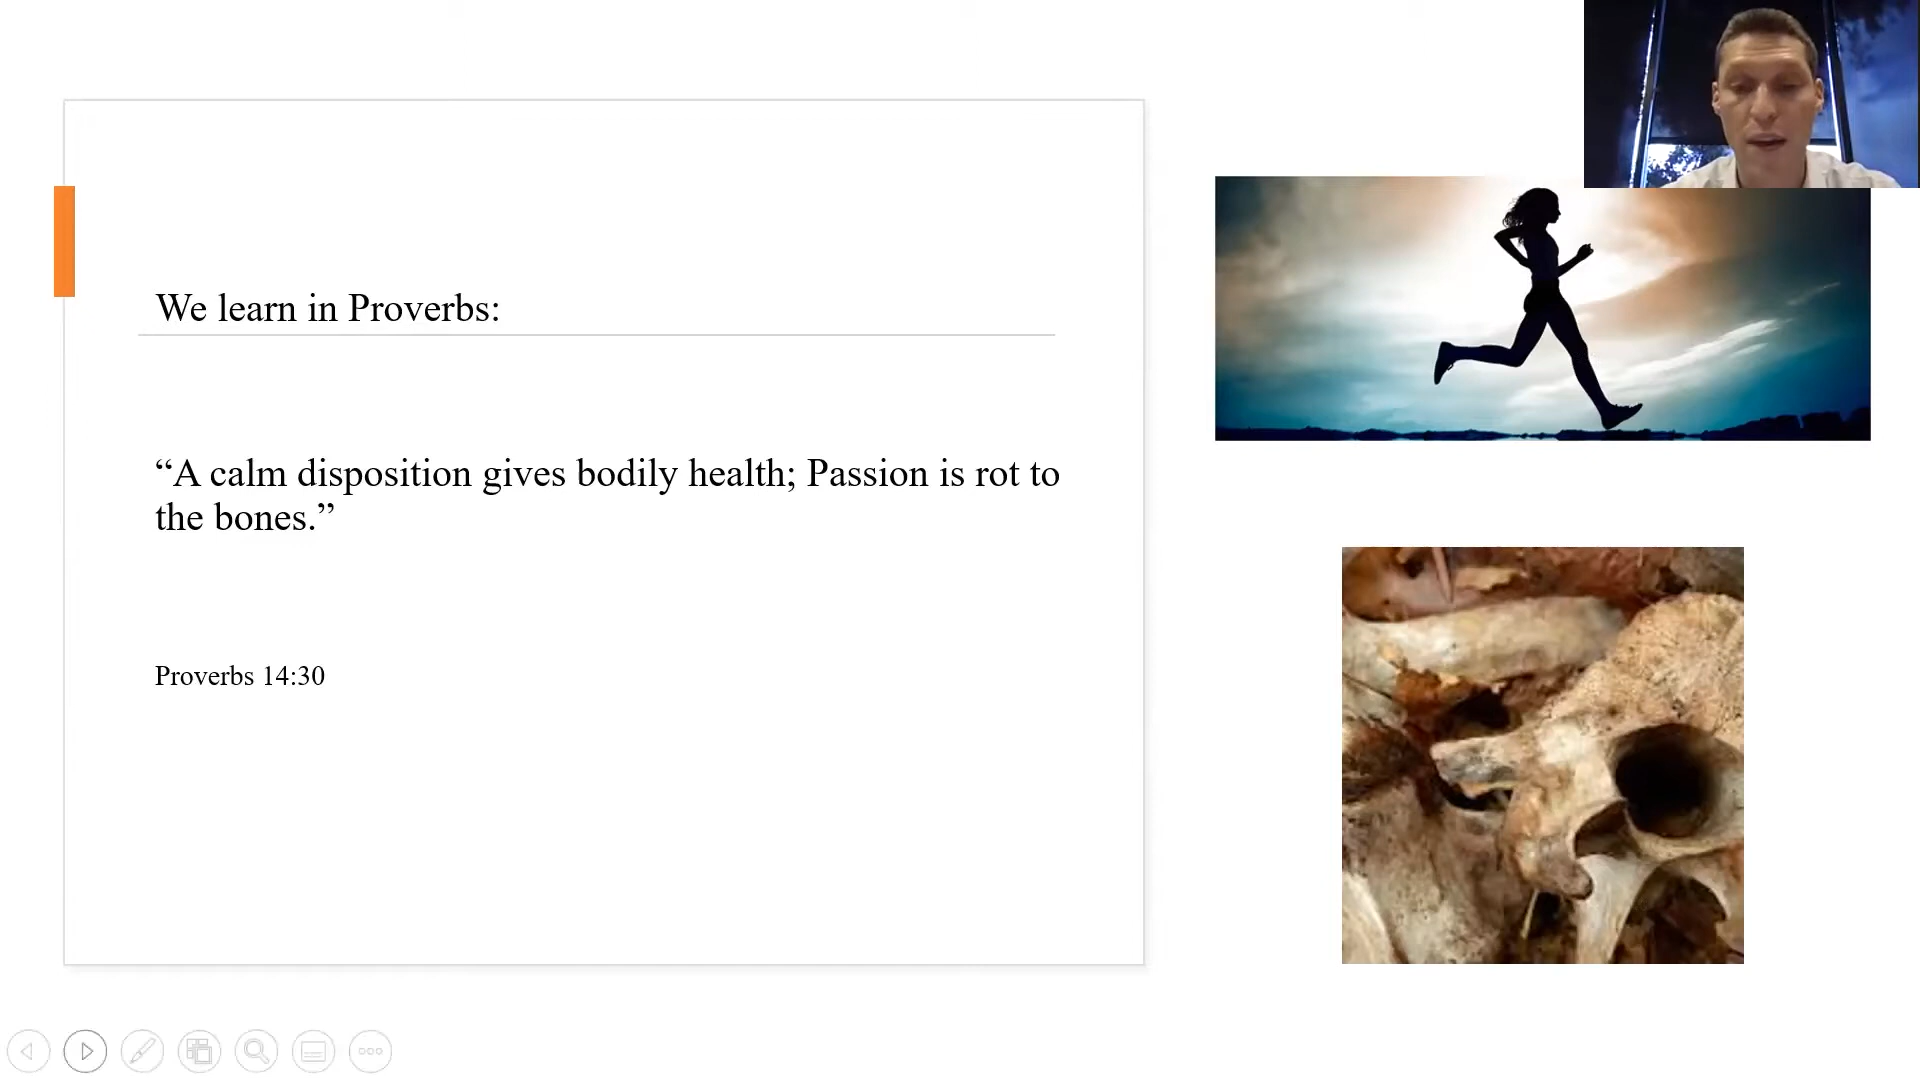 We learn in Proverbs:
“A calm disposition gives bodily health; Passion is rot to
the bones.”
Proverbs 14:30